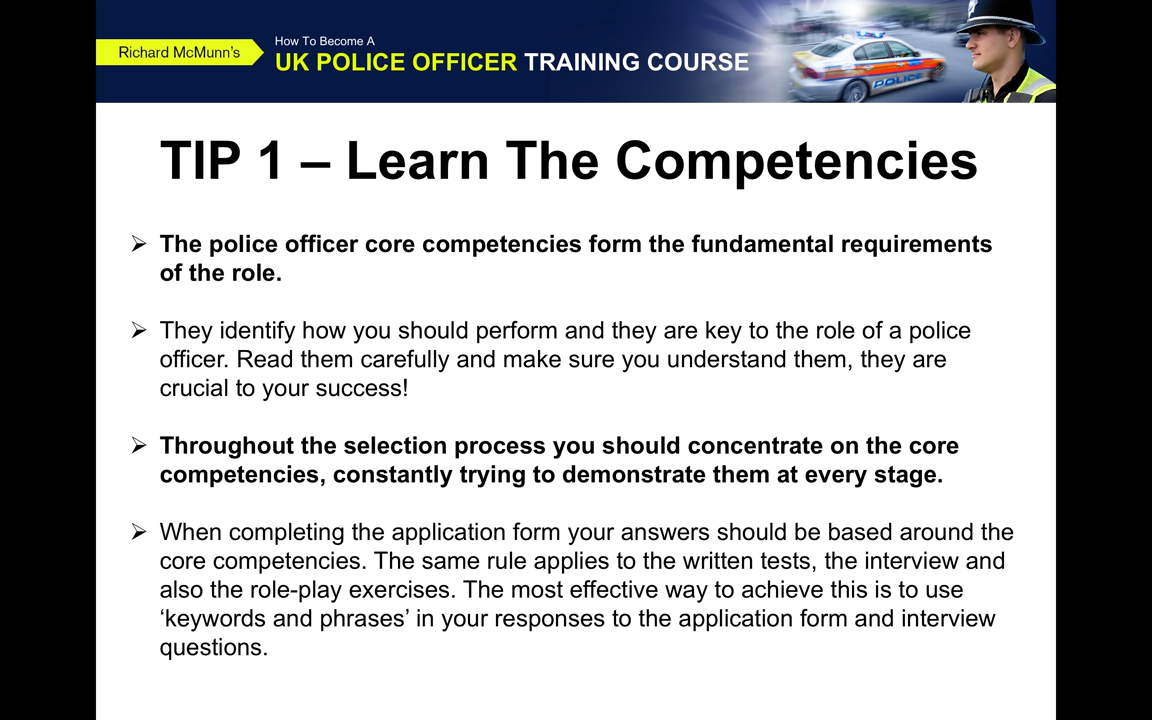 Richard McMunn's
How To Become A
UK POLICE OFFICER TRAINING COURSE
POLICE
TIP 1 – Learn The Competencies
➢ The police officer core competencies form the fundamental requirements
of the role.
➢ They identify how you should perform and they are key to the role of a police
officer. Read them carefully and make sure you understand them, they are
crucial to your success!
➢ Throughout the selection process you should concentrate on the core
competencies, constantly trying to demonstrate them at every stage.
➢ When completing the application form your answers should be based around the
core competencies. The same rule applies to the written tests, the interview and
also the role-play exercises. The most effective way to achieve this is to use
‘keywords and phrases’ in your responses to the application form and interview
questions.